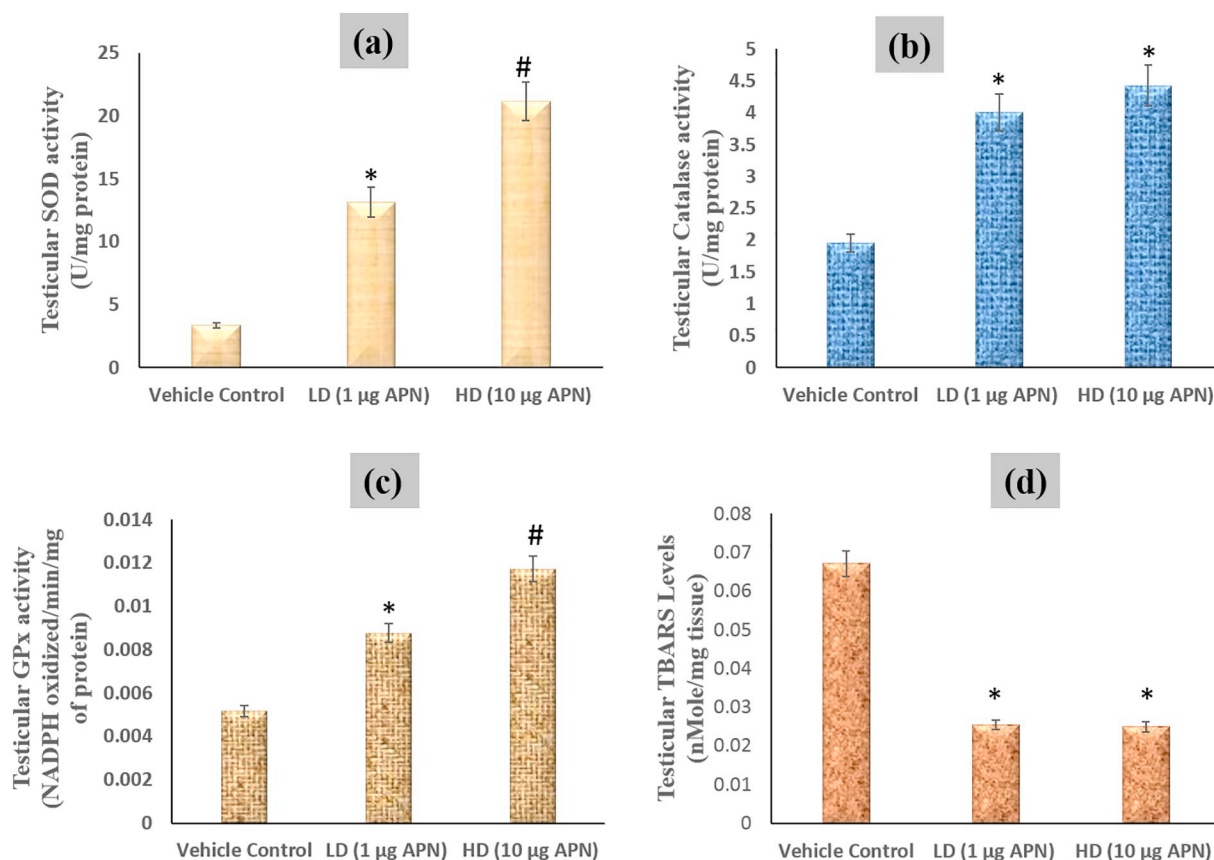 (a)
Testicular SOD activity
(U/mg protein)
25
20
15
10
5
0
*
#
Vehicle Control LD (1 µg APN) HD (10 µg APN)
(b)
Testicular Catalase activity
(U/mg protein)
5
4.5
4
3.5
3
2.5
2
1.5
1
0.5
0
*
*
Vehicle Control LD (1 µg APN) HD (10 µg APN)
(c)
Testicular GPx activity
(NADPH oxidized/min/mg
of protein)
0.014
0.012
0.01
0.008
0.006
0.004
0.002
0
*
#
Vehicle Control LD (1 µg APN) HD (10 µg APN)
(d)
Testicular TBARS Levels
(nMole/mg tissue)
0.08
0.07
0.06
0.05
0.04
0.03
0.02
0.01
0
*
*
Vehicle Control LD (1 µg APN) HD (10 µg APN)